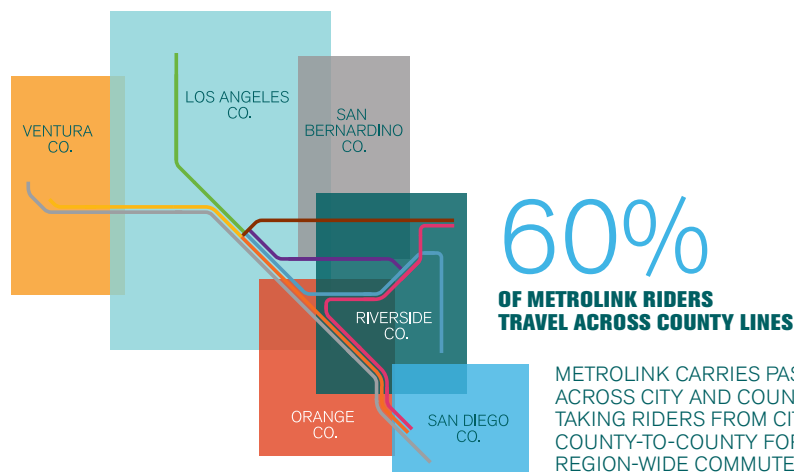 VENTURA
CO.
LOS ANGELES
CO.
SAN
BERNARDINO
CO.
RIVERSIDE
CO.
ORANGE
CO.
SAN DIEGO
CO.
60%
OF METROLINK RIDERS
TRAVEL ACROSS COUNTY LINES
METROLINK CARRIES
ACROSS CITY AND
TAKING RIDERS FROM
COUNTY-TO-COUNTY
REGION-WIDE